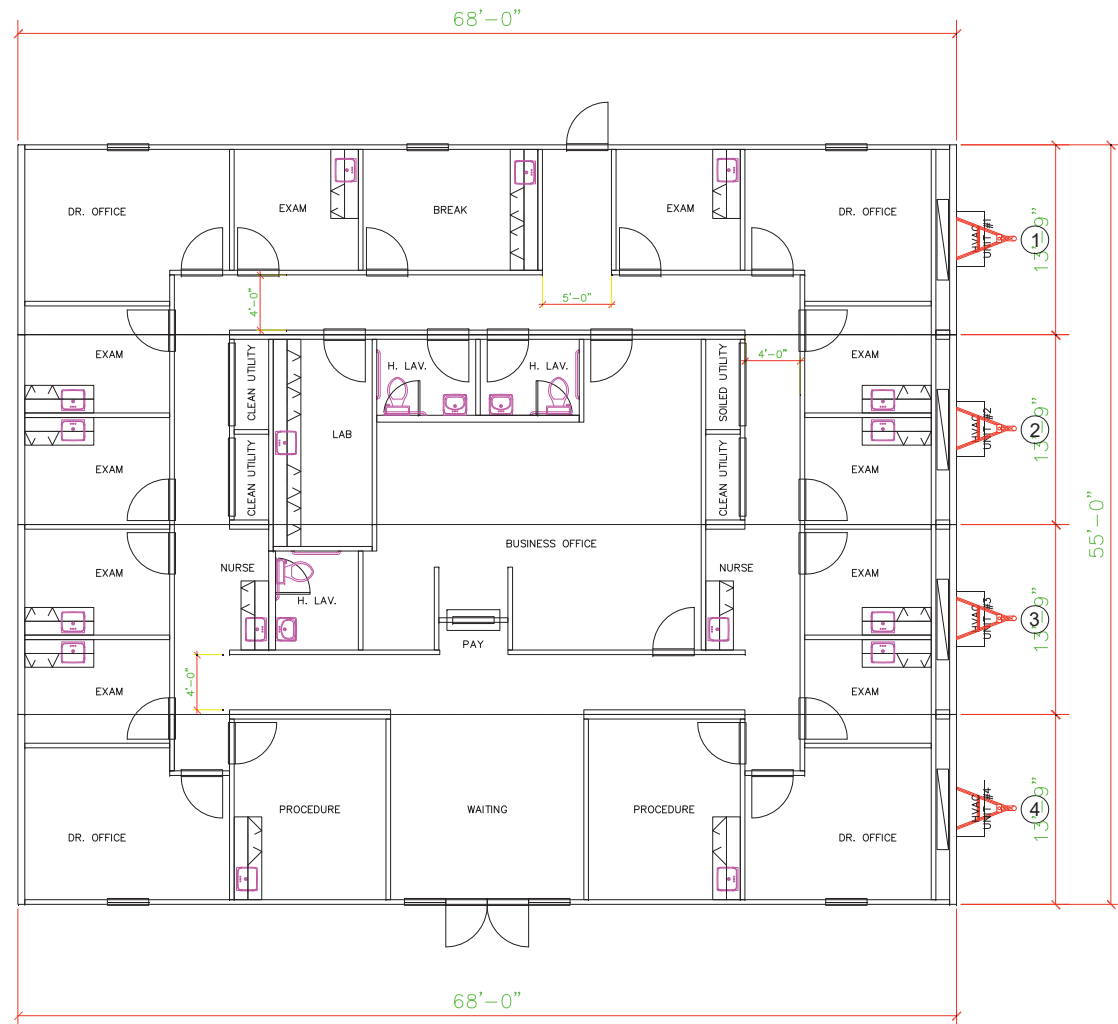 68'-0"
DR. OFFICE
EXAM
BREAK
EXAM
DR. OFFICE
HVAC
UNIT #1
1
13'-9"
4'-0"
5'-0"
EXAM
CLEAN UTILITY
H. LAV.
H. LAV.
SOILED UTILITY
4'-0"
EXAM
LAB
HVAC
UNIT #2
2
13'-9"
EXAM
CLEAN UTILITY
CLEAN UTILITY
EXAM
55'-0"
BUSINESS OFFICE
EXAM
NURSE
NURSE
EXAM
H. LAV.
HVAC
UNIT #3
3
13'-9"
PAY
4'-0"
EXAM
EXAM
DR. OFFICE
PROCEDURE
WAITING
PROCEDURE
DR. OFFICE
HVAC
UNIT #4
4
13'-9"
68'-0"